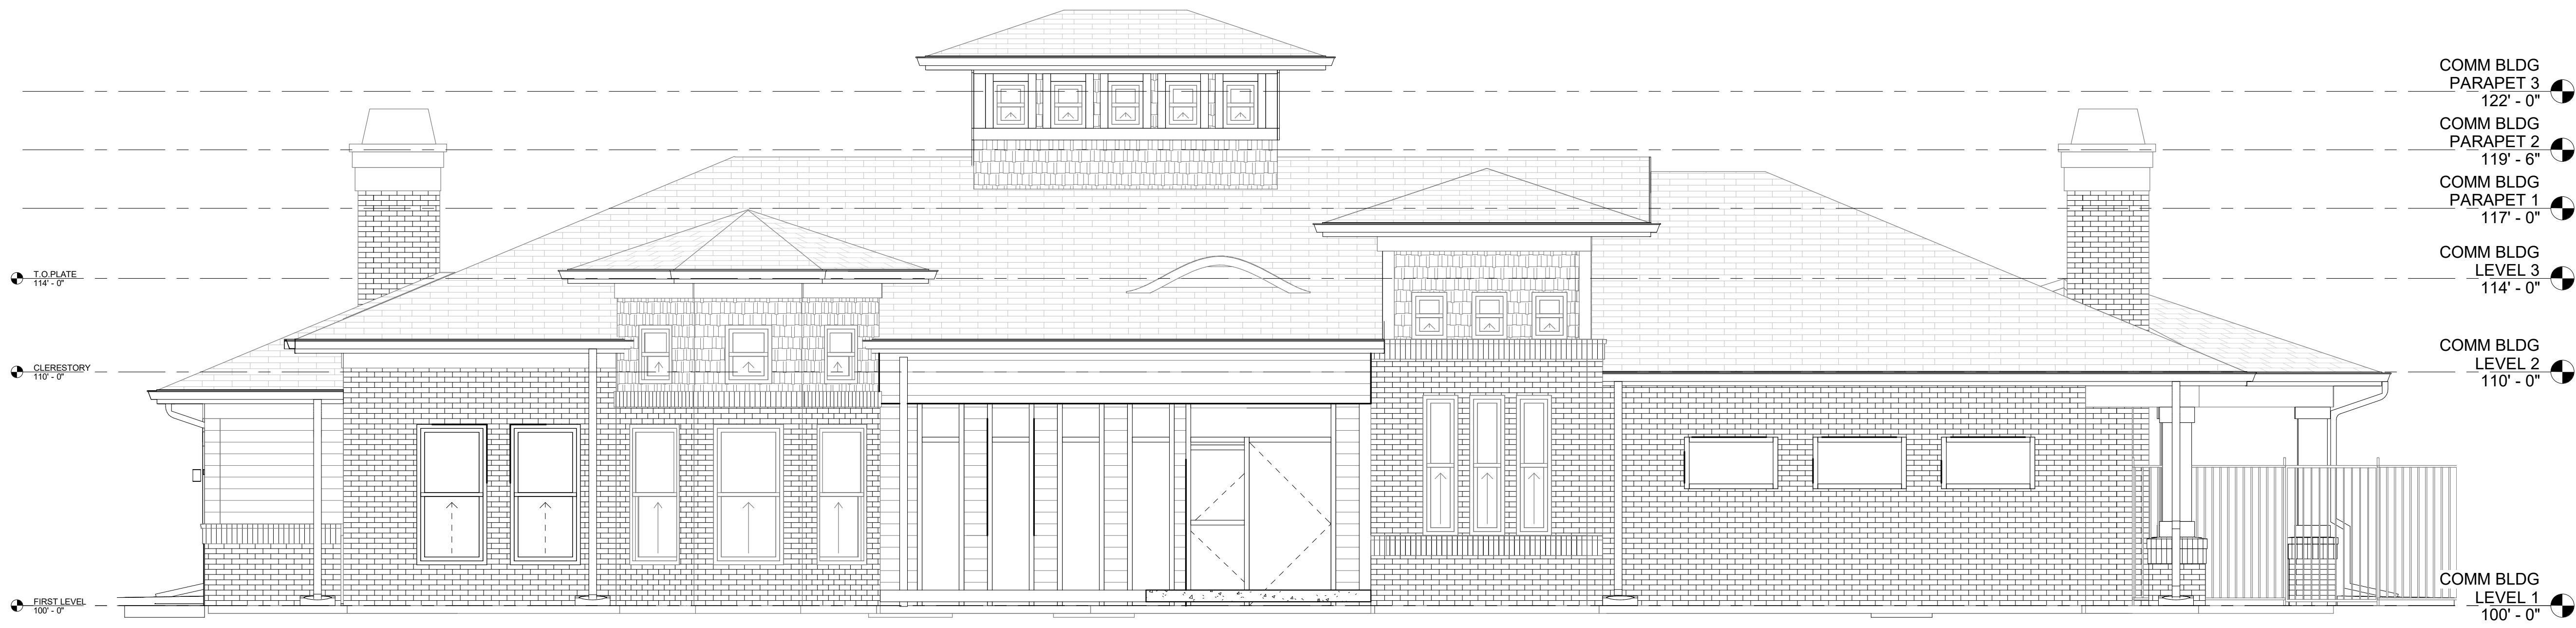 COMM BLDG
PARAPET 3
122' - 0"
COMM BLDG
PARAPET 2
119' - 6"
COMM BLDG
PARAPET 1
117' - 0"
T.O.PLATE
114' - 0"
COMM BLDG
LEVEL 3
114' - 0"
CLERESTORY
110' - 0"
COMM BLDG
LEVEL 2
110' - 0"
FIRST LEVEL
100' - 0"
COMM BLDG
LEVEL 1
100' - 0"